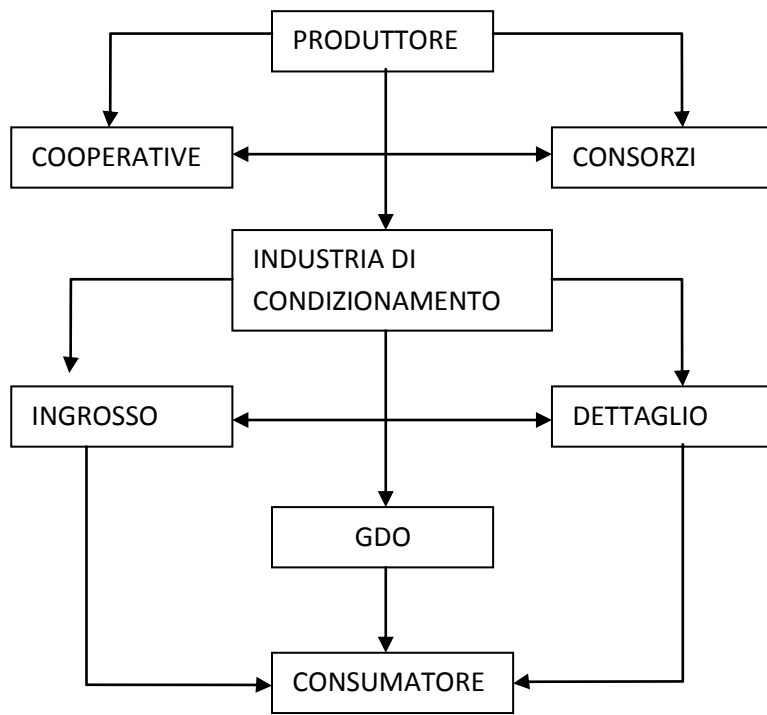 PRODUTTORE
COOPERATIVE
CONSORZI
INDUSTRIA DI
CONDIZIONAMENTO
INGROSSO
DETTAGLIO
GDO
CONSUMATORE